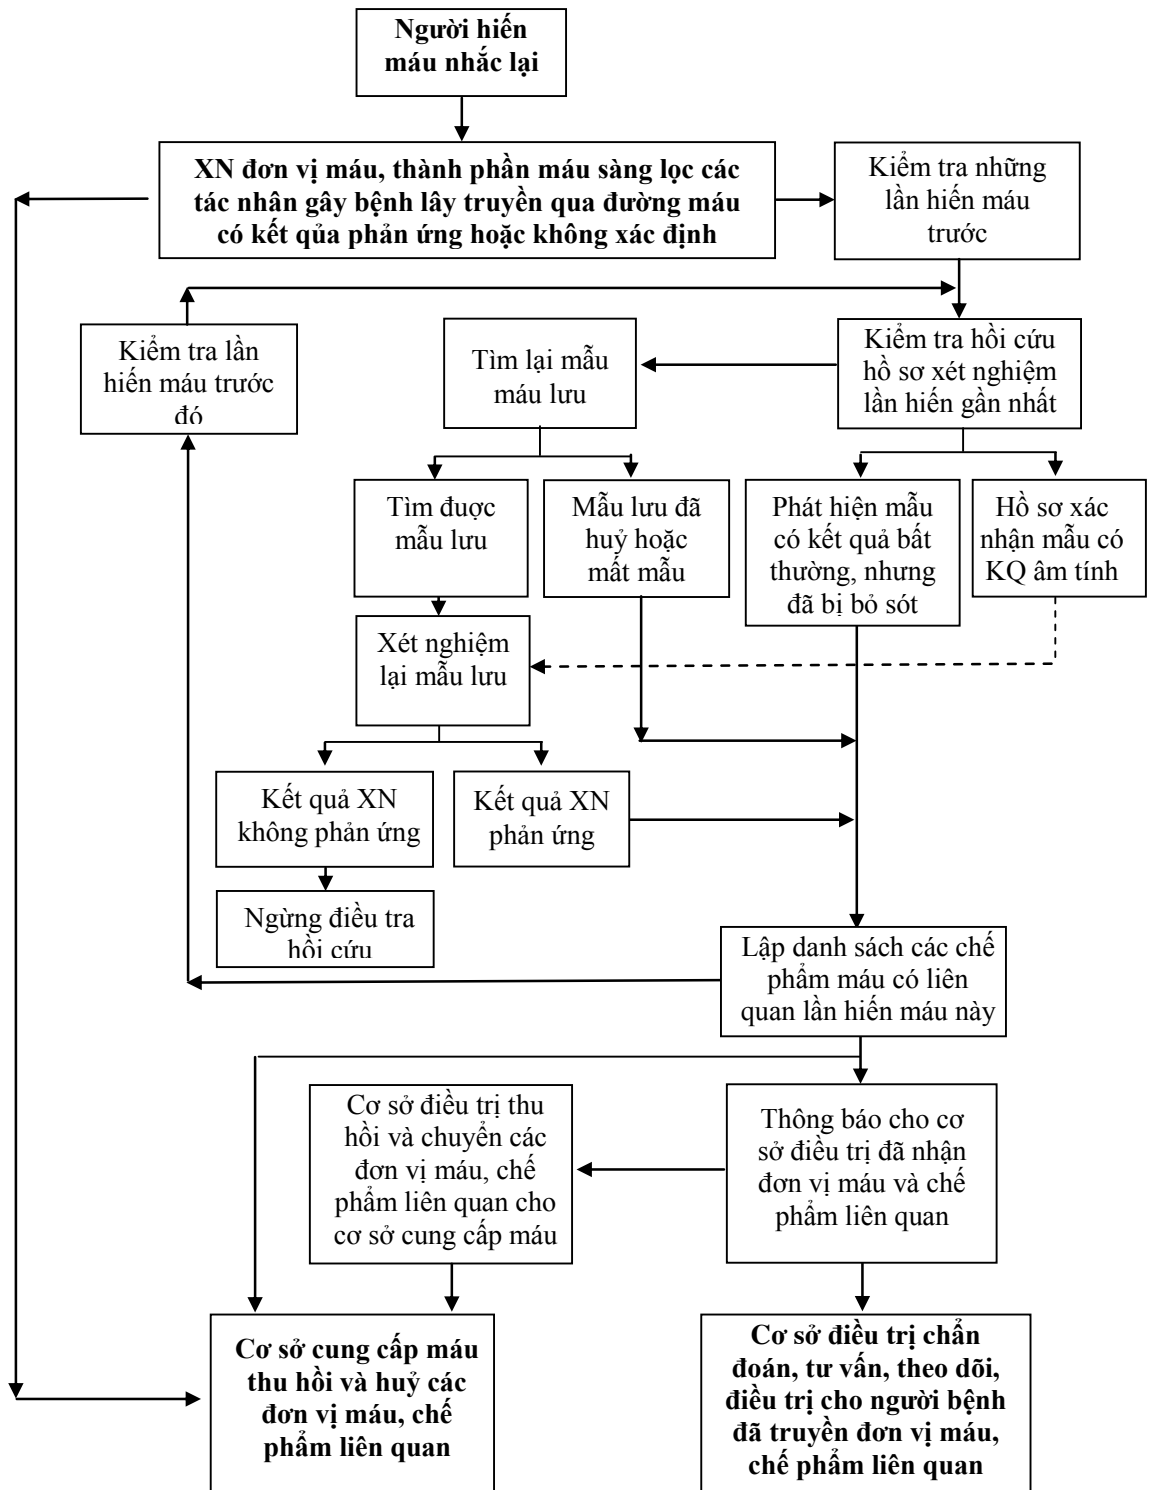 Người hiến
máu nhắc lại
XN đơn vị máu, thành phần máu sàng lọc các
tác nhân gây bệnh lây truyền qua đường máu
có kết qủa phản ứng hoặc không xác định
Kiểm tra những
lần hiến máu
trước
Kiểm tra lần
hiến máu trước
đó
Tìm lại mẫu
máu lưu
Kiểm tra hồi cứu
hồ sơ xét nghiệm
lần hiến gần nhất
Tìm đuợc
mẫu lưu
Mẫu lưu đã
huỷ hoặc
mất mẫu
Phát hiện mẫu
có kết quả bất
thường, nhưng
đã bị bỏ sót
Hồ sơ xác
nhận mẫu có
KQ âm tính
Xét nghiệm
lại mẫu lưu
Kết quả XN
không phản ứng
Kết quả XN
phản ứng
Ngừng điều tra
hồi cứu
Lập danh sách các chế
phẩm máu có liên
quan lần hiến máu này
Cơ sở điều trị thu
hồi và chuyển các
đơn vị máu, chế
phẩm liên quan cho
cơ sở cung cấp máu
Thông báo cho cơ
sở điều trị đã nhận
đơn vị máu và chế
phẩm liên quan
Cơ sở cung cấp máu
thu hồi và huỷ các
đơn vị máu, chế
phẩm liên quan
Cơ sở điều trị chẩn
đoán, tư vấn, theo dõi,
điều trị cho người bệnh
đã truyền đơn vị máu,
chế phẩm liên quan